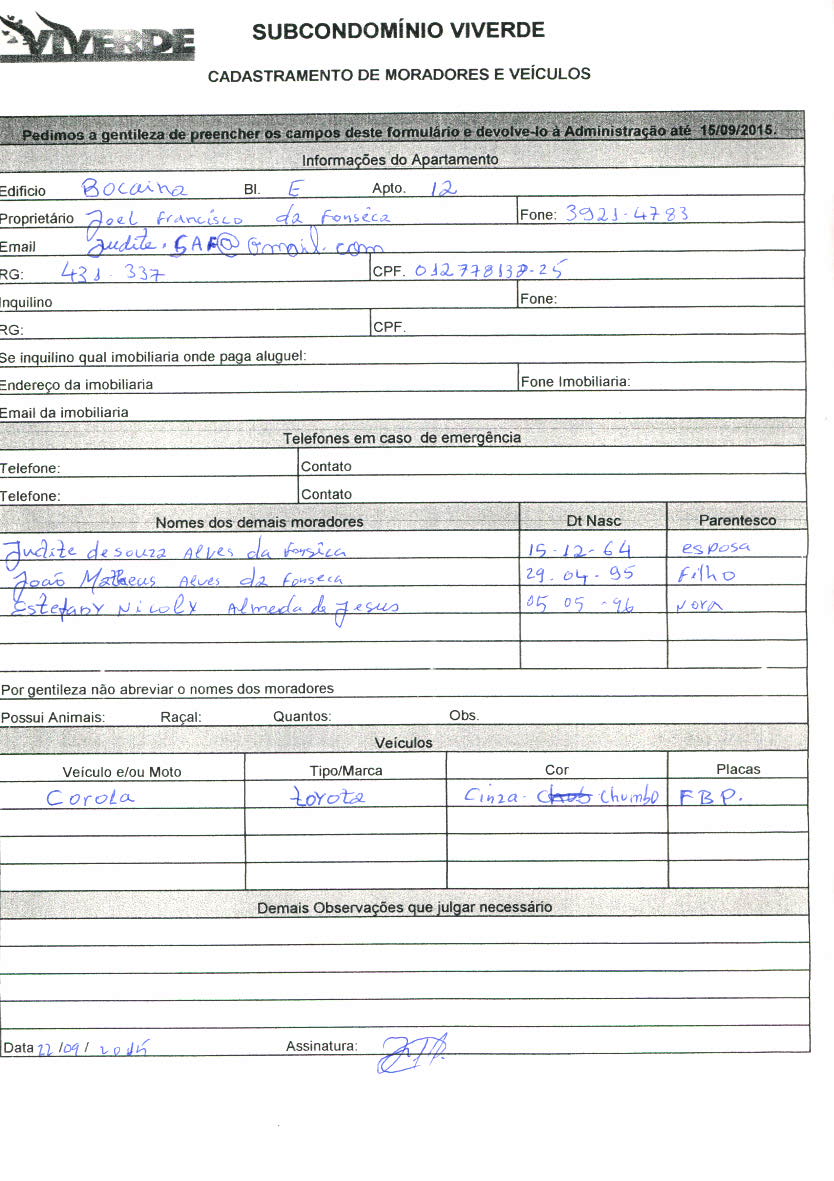 VIVERDE
SUBCONDOMÍNIO VIVERDE
CADASTRAMENTO DE MORADORES E VEÍCULOS
Pedimos a gentileza de preencher os campos deste formulário e devolve-lo à Administração até 15/09/2015.
Informações do Apartamento
Edificio Bocaina Bl. E Apto. 12
Proprietário Joel Francisco da Fonseca Fone: 3921-4783
Email Judite.SAF@Gmail.com
RG: 431.337 CPF. 012778138-25
Inquilino Fone:
RG: CPF.
Se inquilino qual imobiliaria onde paga aluguel:
Endereço da imobiliaria Fone Imobiliaria:
Email da imobiliaria
Telefones em caso de emergência
Telefone: Contato
Telefone: Contato
Nomes dos demais moradores Dt Nasc Parentesco
Judite de souza Alves da Fonsêca 15-12-64 esposa
João Matheus Alves da Fonseca 29.04-95 Filho
Estefany Nicoly Almeda de Jesus 05 05-96 Nora
Por gentileza não abreviar o nomes dos moradores
Possui Animais: Raçal: Quantos: Obs.
Veículos
Veículo e/ou Moto Tipo/Marca Cor Placas
Corola toyota Cinza- Chumbo FBP.
Demais Observações que julgar necessário
Data 22/09/2015 Assinatura: